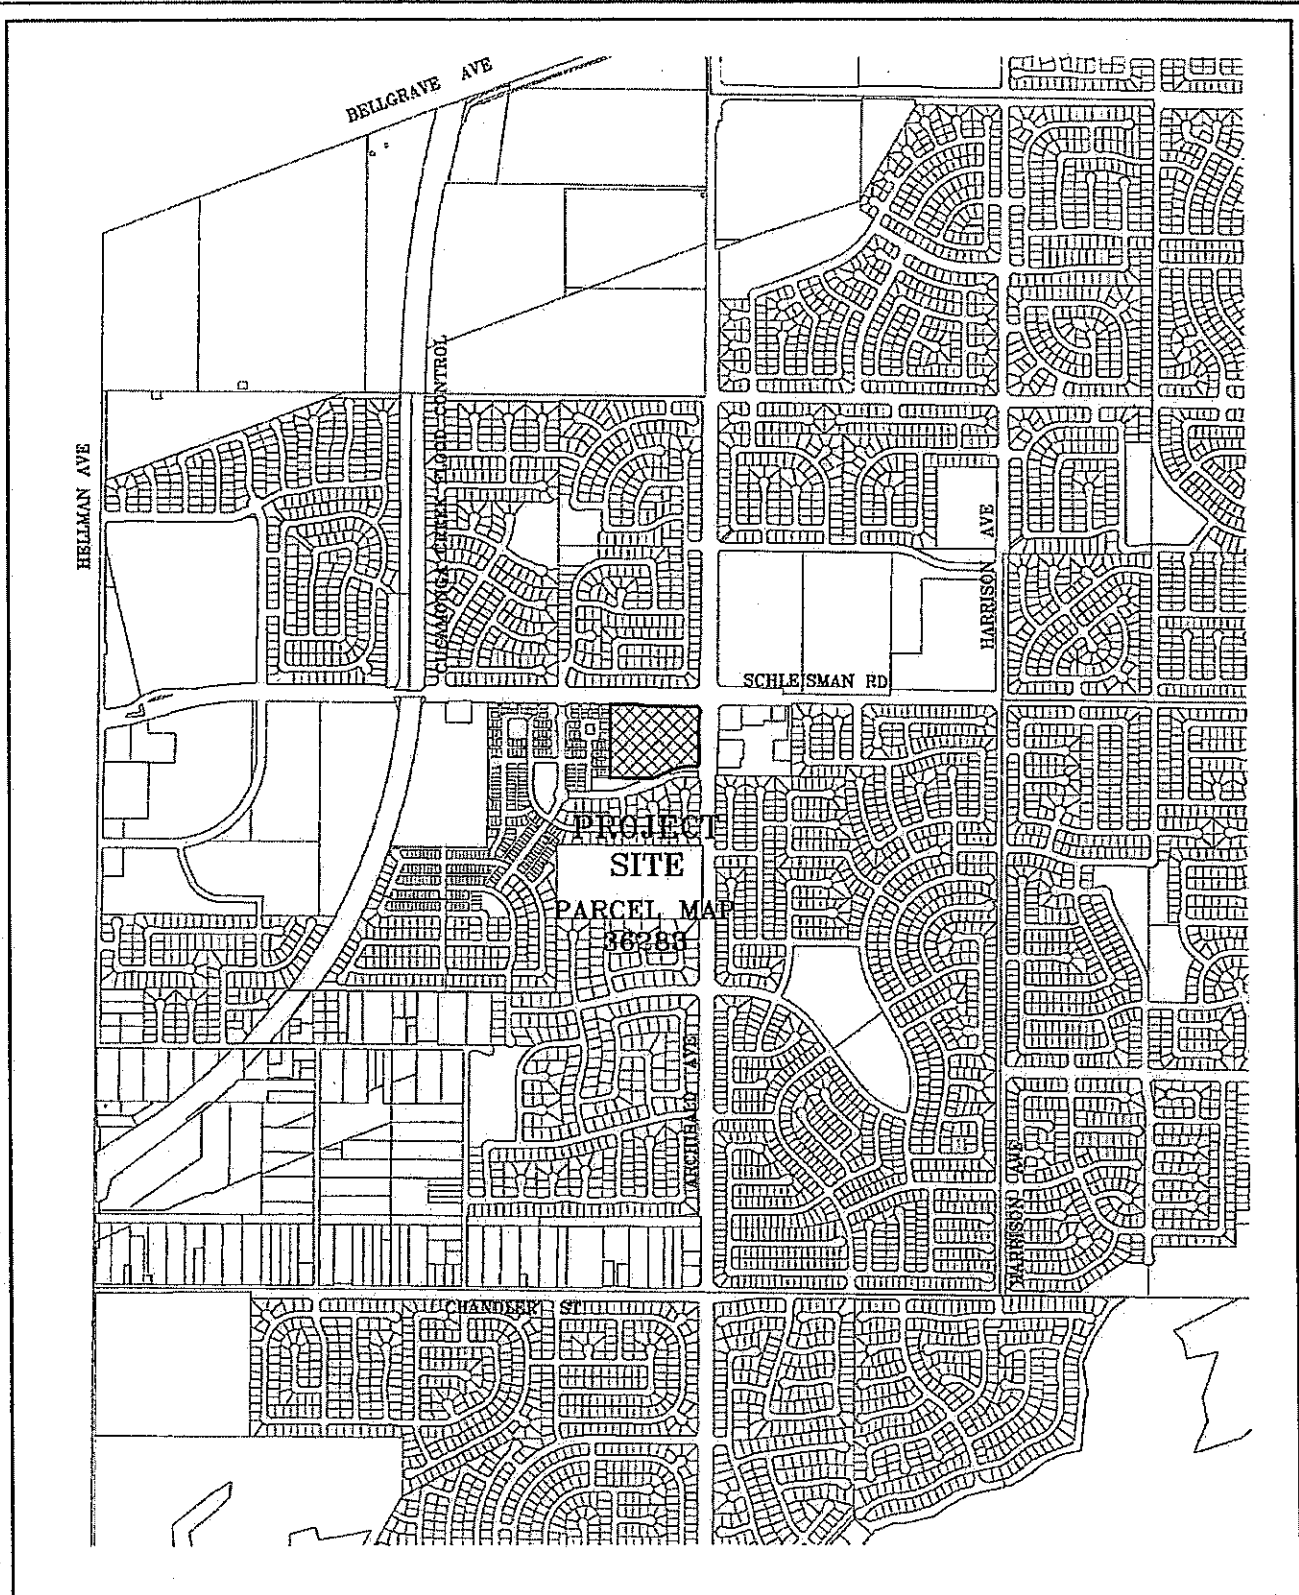 BELLGRAVE AVE
HELLMAN AVE
CUCAMONGA CREEK FLOOD CONTROL
HARRISON AVE
SCHLEISMAN RD
PROJECT
SITE
PARCEL MAP
36283
ARCHIBALD AVE
HARRISON AVE
CHANDLER ST